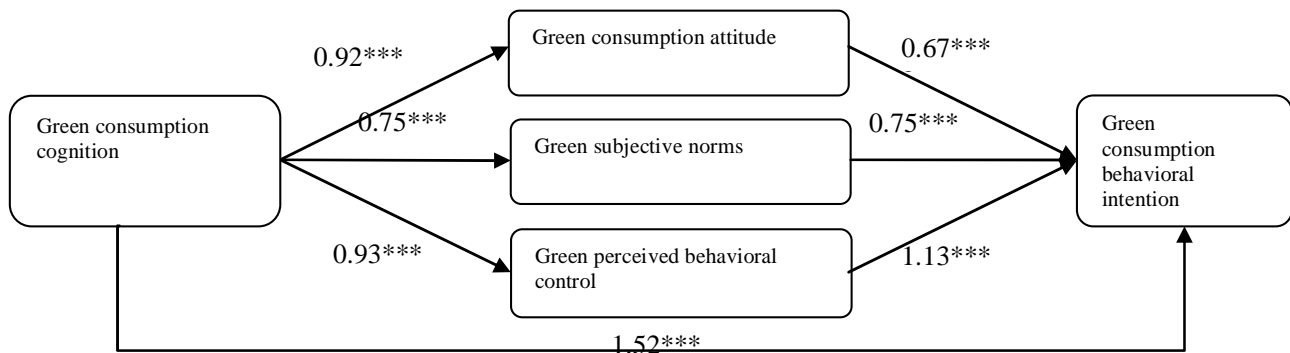 Green consumption attitude
0.92***
0.67***
Green consumption
cognition
0.75***
Green subjective norms
0.75***
Green
consumption
behavioral
intention
0.93***
Green perceived behavioral
control
1.13***
1.52***